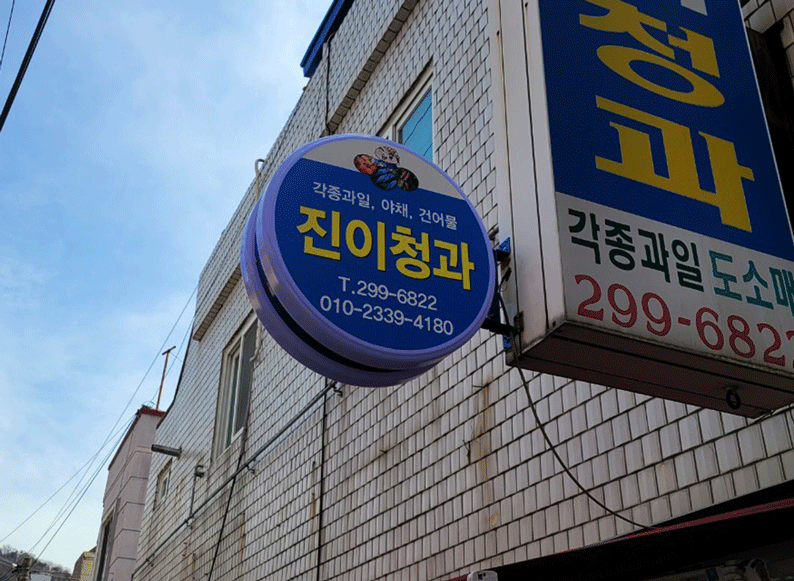 각종과일, 야채, 건어물
진이청과
T.299-6822
010-2339-4180
청과
각종과일 도소매
299-6822